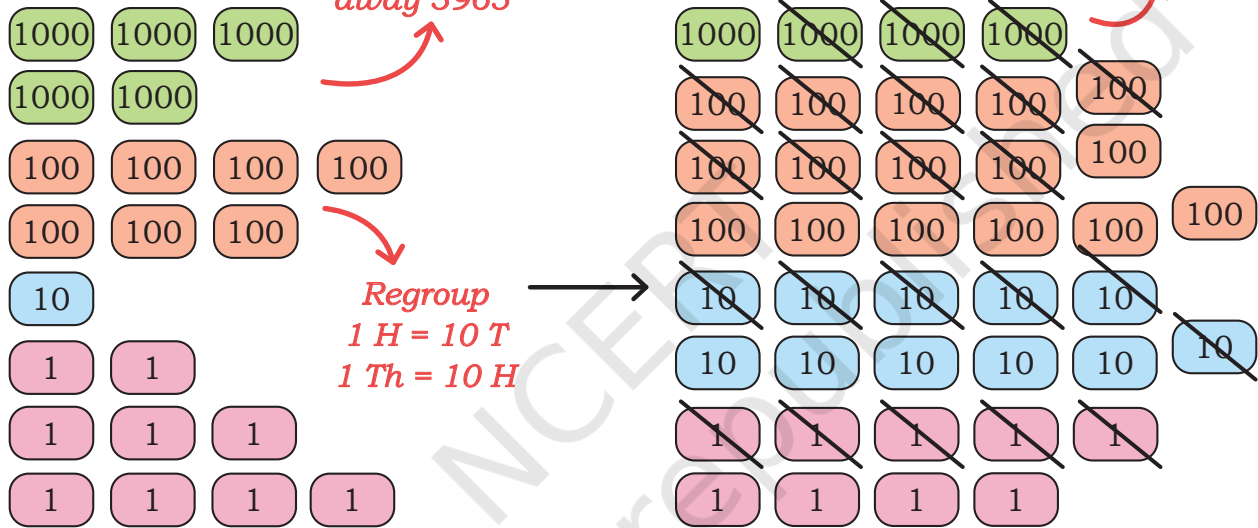 away 3965
1000 1000 1000
1000 1000
100 100 100 100
100 100 100
10
1 1
1 1 1
1 1 1 1
Regroup
1 H = 10 T
1 Th = 10 H
1000 1000 1000 1000
100 100 100 100 100
100 100 100 100 100
100 100 100 100 100 100
10 10 10 10 10
10 10 10 10 10 10
1 1 1 1 1
1 1 1 1
NCERT
republished